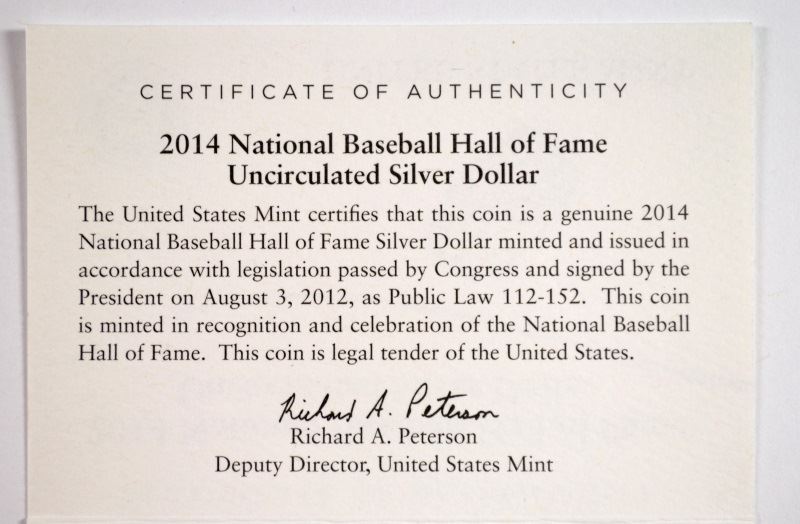 CERTIFICATE OF AUTHENTICITY
2014 National Baseball Hall of Fame
Uncirculated Silver Dollar
The United States Mint certifies that this coin is a genuine 2014
National Baseball Hall of Fame Silver Dollar minted and issued in
accordance with legislation passed by Congress and signed by the
President on August 3, 2012, as Public Law 112-152. This coin
is minted in recognition and celebration of the National Baseball
Hall of Fame. This coin is legal tender of the United States.
Richard A. Peterson
Richard A. Peterson
Deputy Director, United States Mint